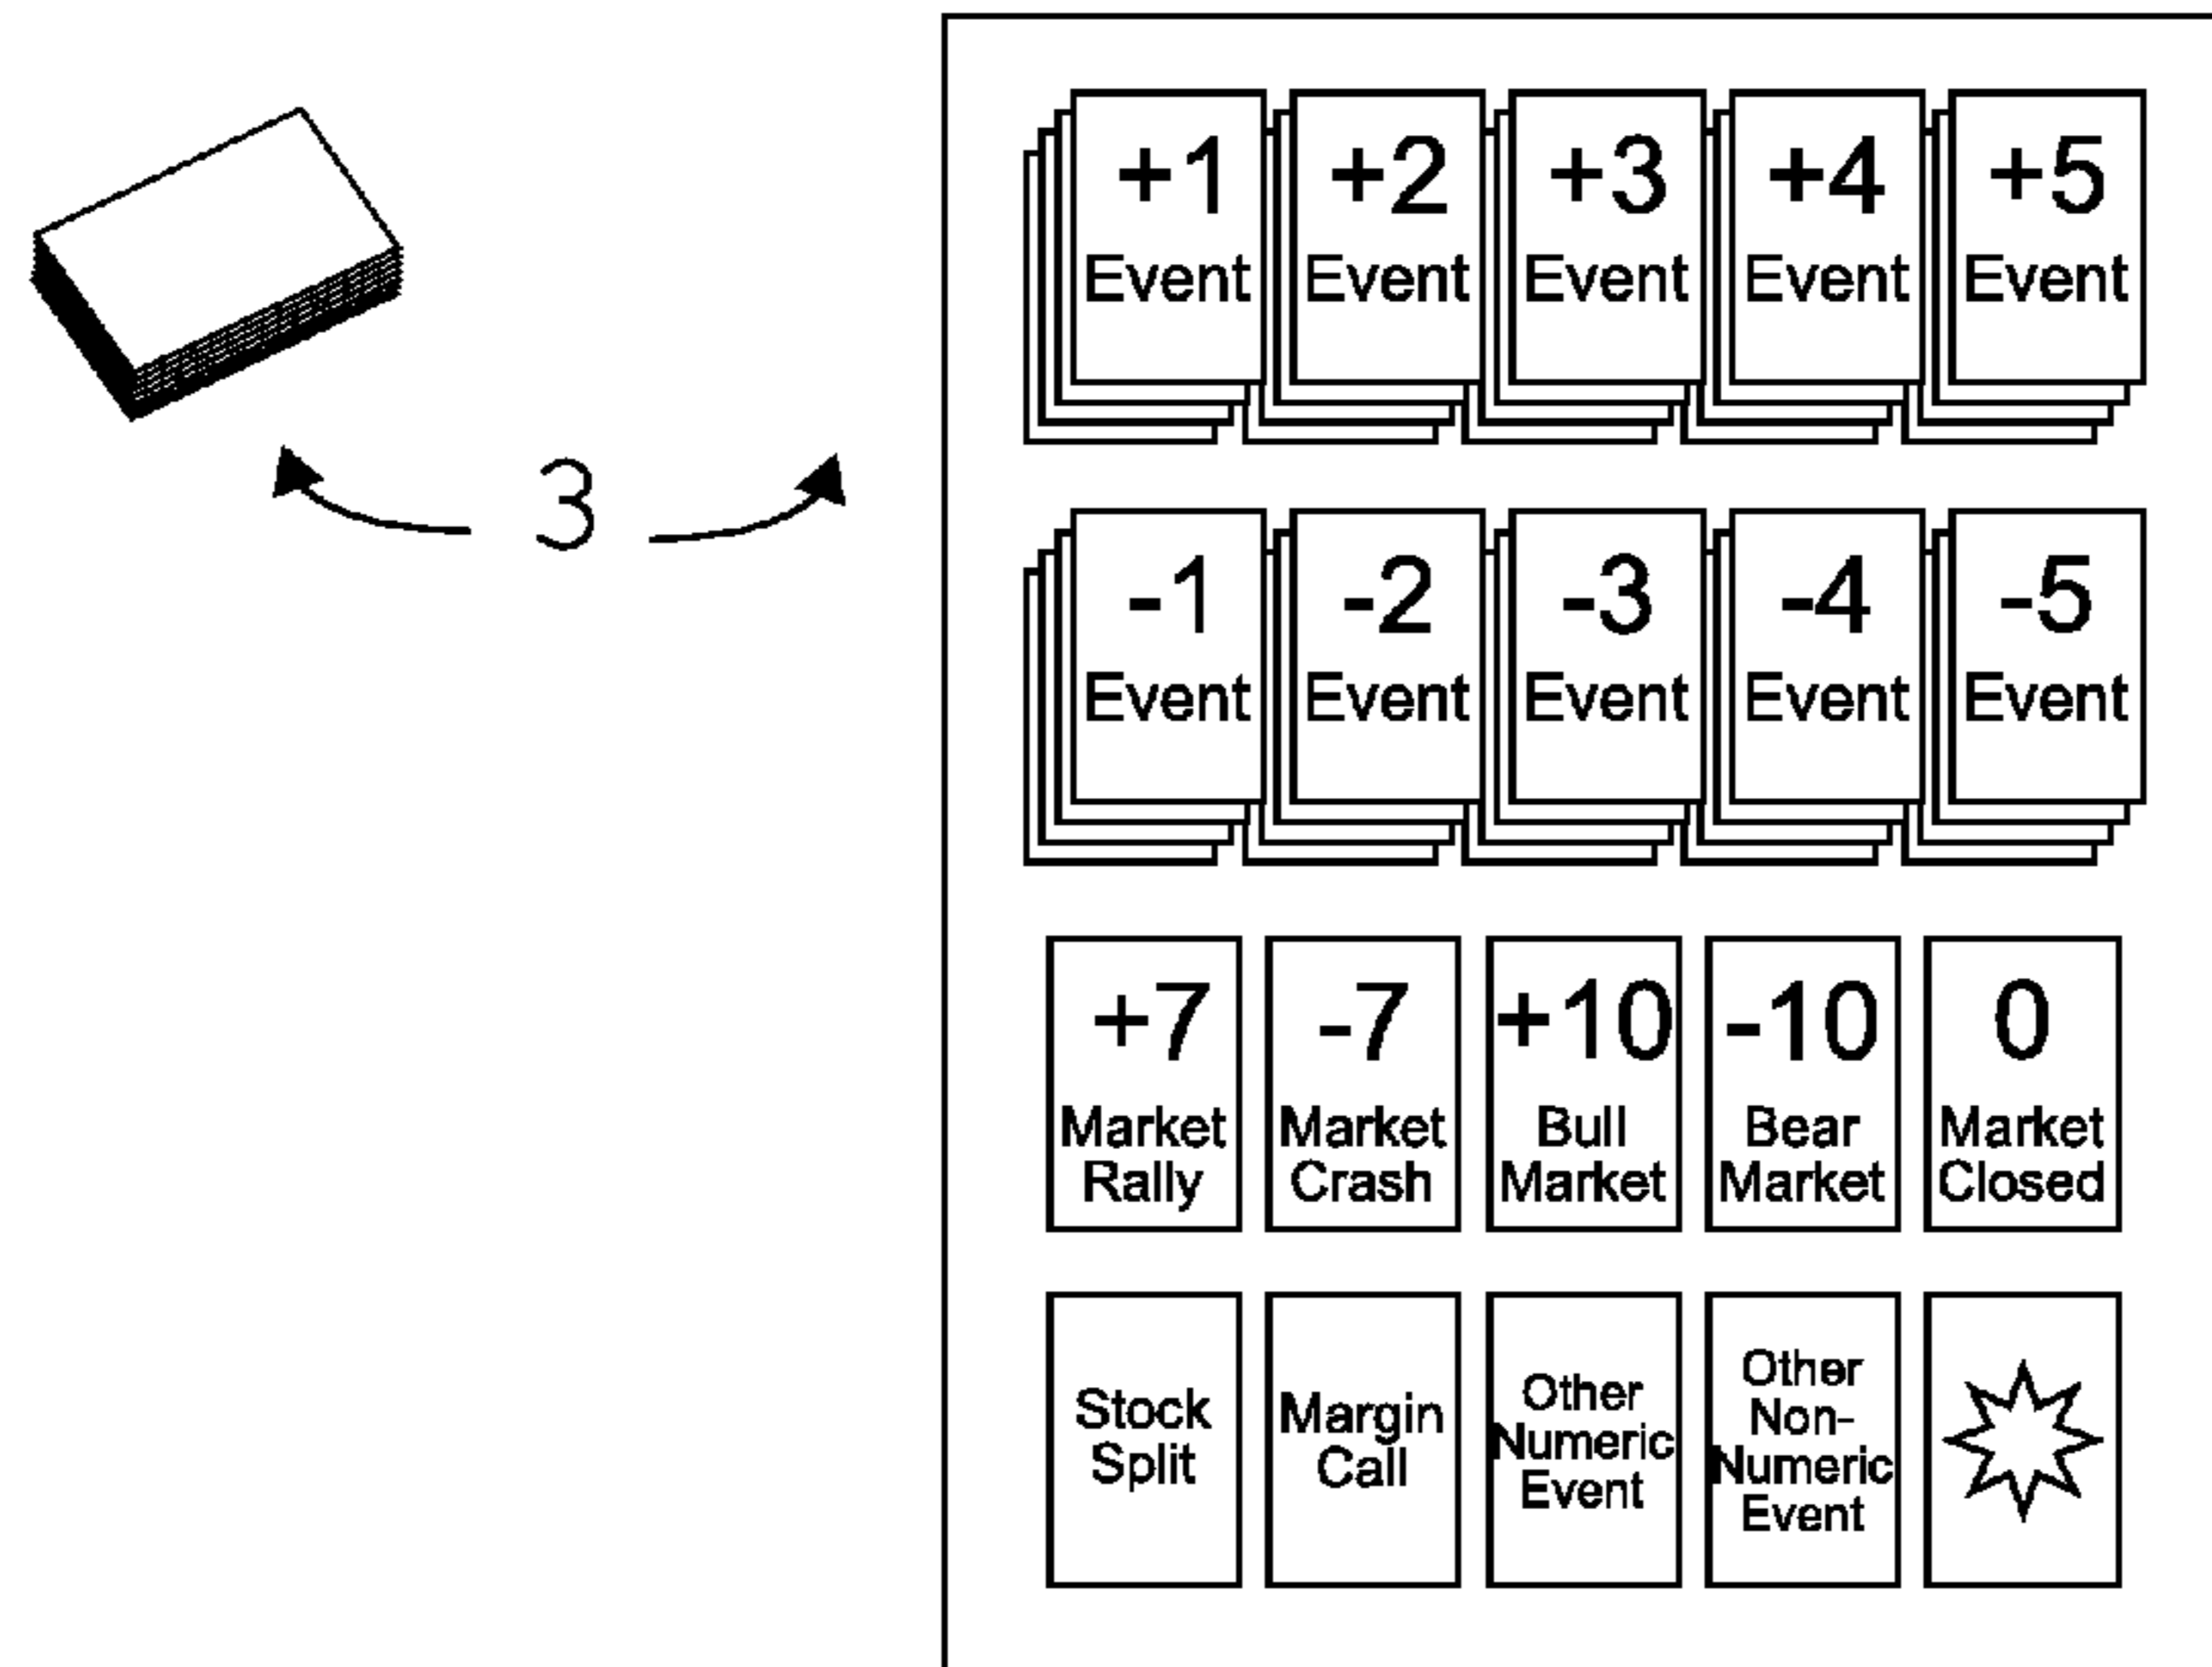 +1 +2 +3 +4 +5
Event Event Event Event Event
3
-1 -2 -3 -4 -5
Event Event Event Event Event
+7 -7 +10 -10 0
Market Market Bull Bear Market
Rally Crash Market Market Closed
Stock
Split
Margin
Call
Other
Numeric
Event
Other
Non-
Numeric
Event